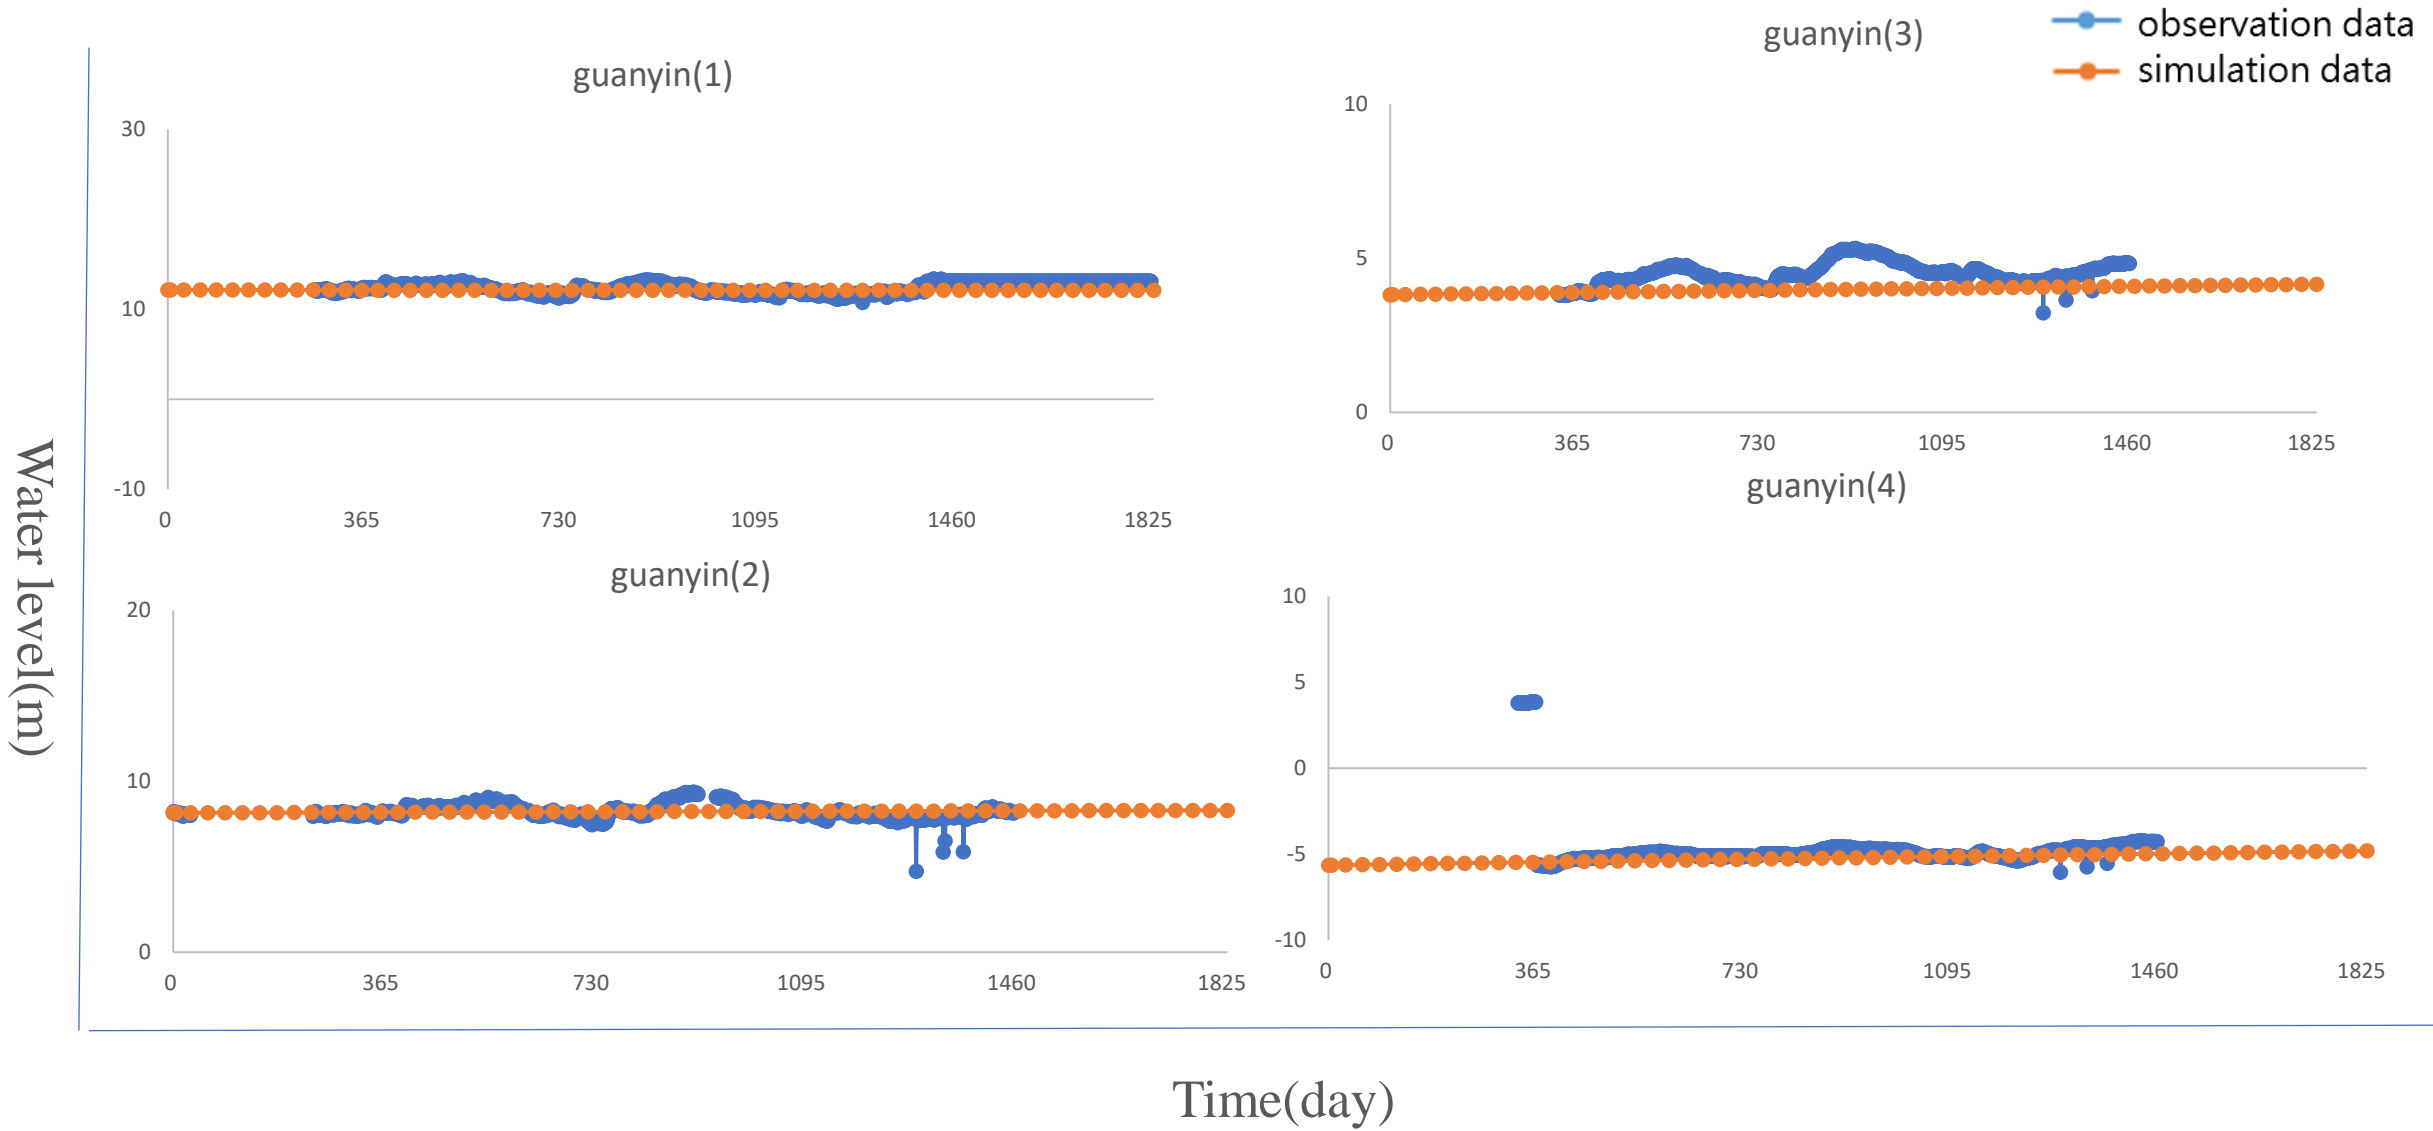 observation data
simulation data
guanyin(1)
30
10
-10
0 365 730 1095 1460 1825
guanyin(3)
10
5
0
0 365 730 1095 1460 1825
guanyin(2)
20
10
0
0 365 730 1095 1460 1825
guanyin(4)
10
5
0
-5
-10
0 365 730 1095 1460 1825
Water level(m)
Time(day)